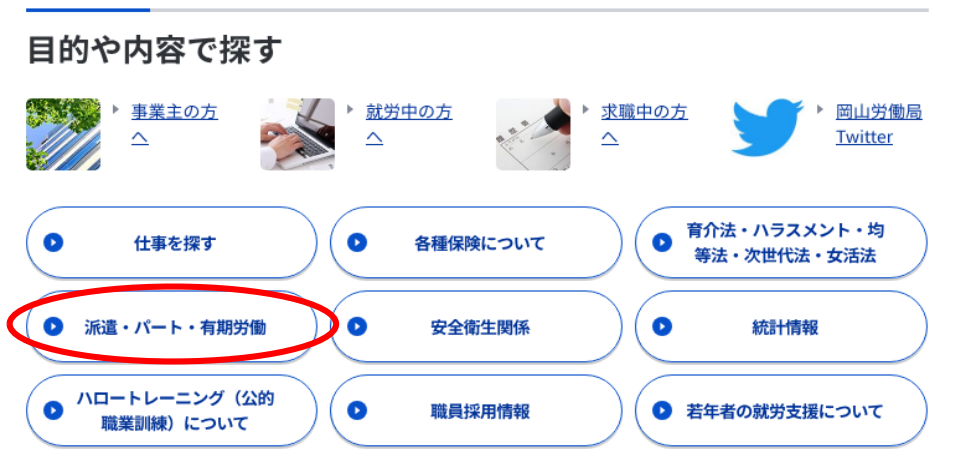 目的や内容で探す
事業主の方
へ
就労中の方
へ
求職中の方
へ
岡山労働局
Twitter
仕事を探す
各種保険について
育介法・ハラスメント・均
等法・次世代法・女活法
派遣・パート・有期労働
安全衛生関係
統計情報
ハロートレーニング（公的
職業訓練）について
職員採用情報
若年者の就労支援について